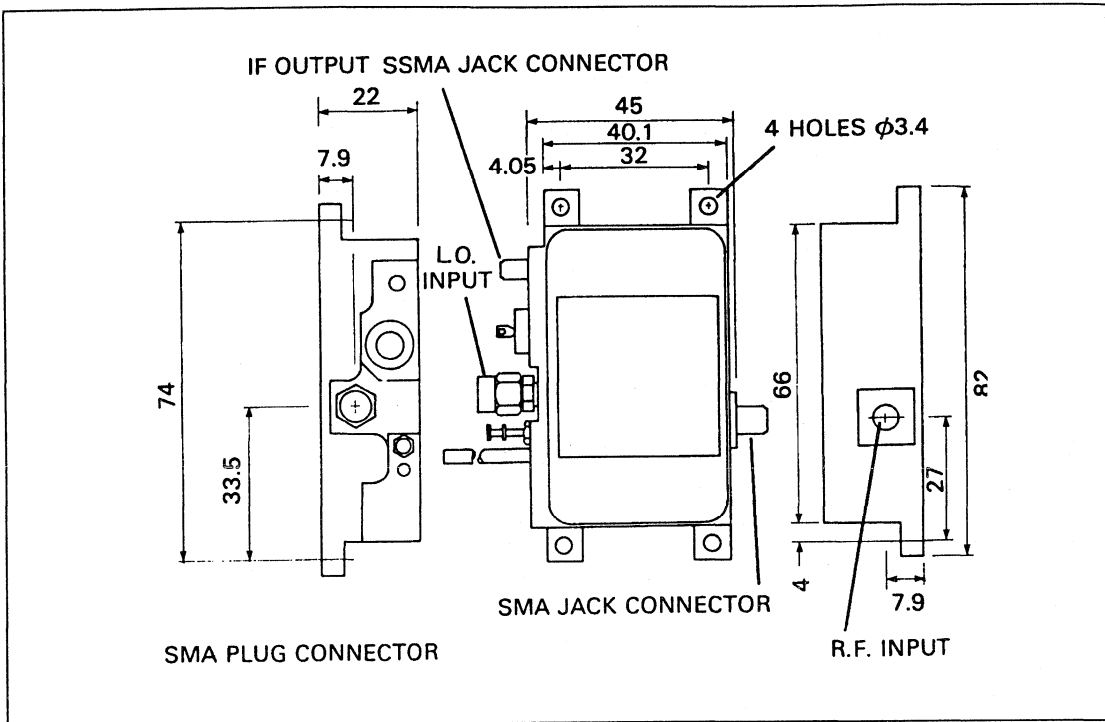 IF OUTPUT SSMA JACK CONNECTOR
22
45
40.1
4 HOLES ϕ3.4
7.9
4.05
32
L.O.
INPUT
74
33.5
66
82
27
4
7.9
SMA JACK CONNECTOR
R.F. INPUT
SMA PLUG CONNECTOR